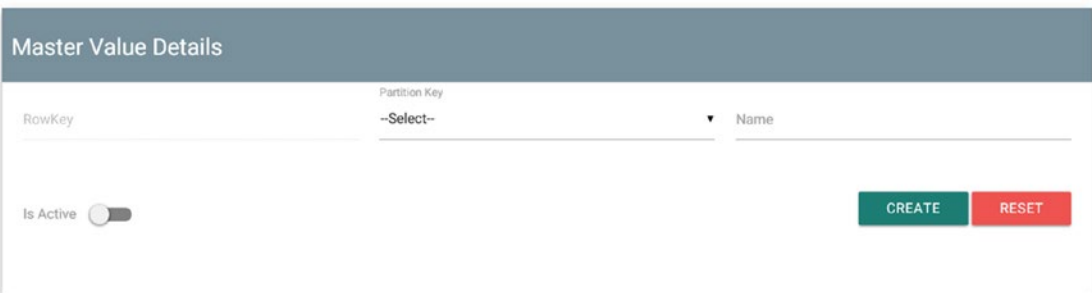 Master Value Details
Partition Key
RowKey
--Select--
Name
Is Active
CREATE
RESET